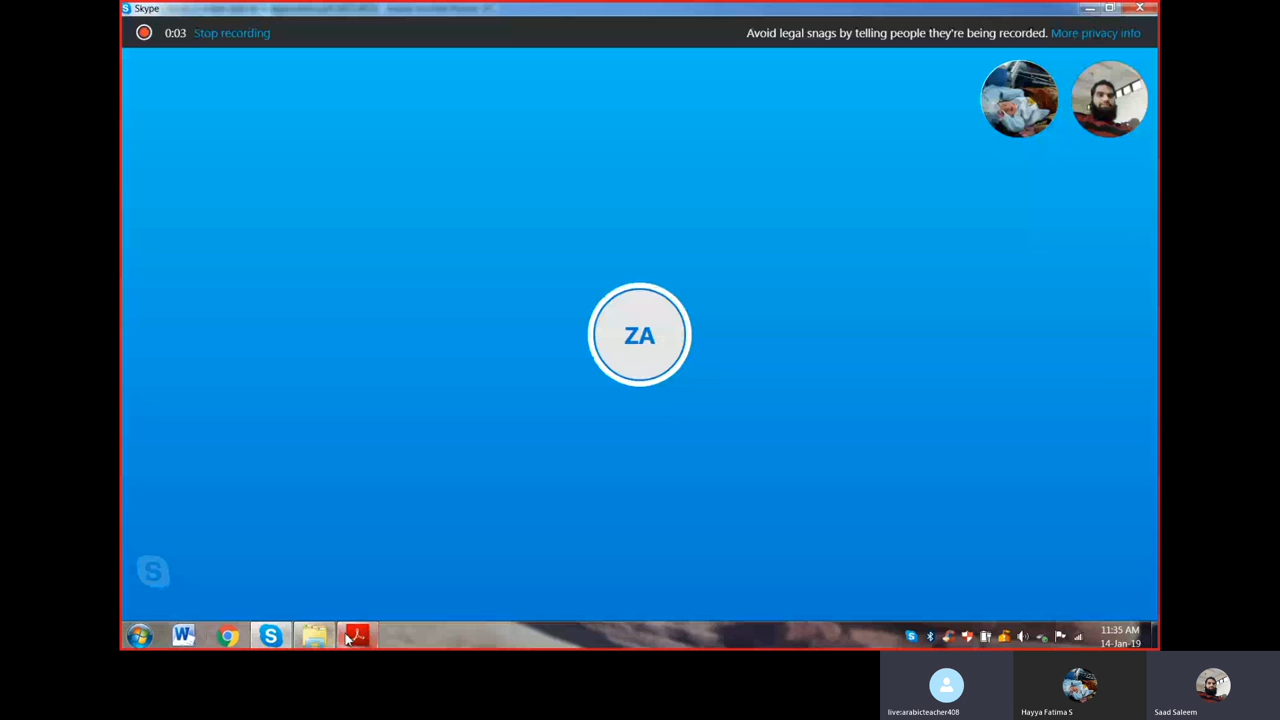 Skype
0:03 Stop recording
Avoid legal snags by telling people they're being recorded. More privacy info
ZA
11:35 AM
14-Jan-19
live:arabicteacher408
Hayya Fatima S
Saad Saleem